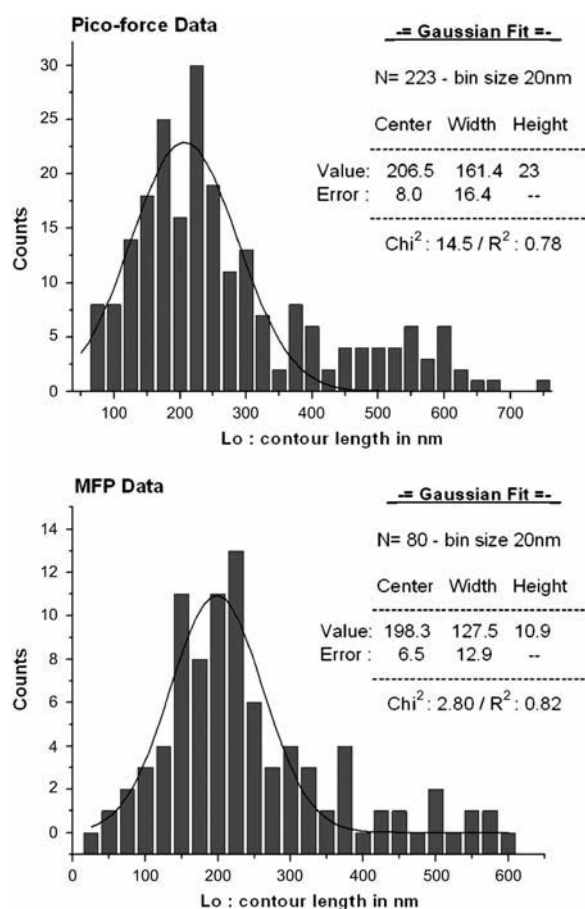 Pico-force Data
-= Gaussian Fit =-
N= 223 - bin size 20nm
Center Width Height
Value: 206.5 161.4 23
Error : 8.0 16.4 --
Chi² : 14.5 / R² : 0.78
30
25
20
15
10
5
0
Counts
100 200 300 400 500 600 700
Lo : contour length in nm
MFP Data
-= Gaussian Fit =-
N= 80 - bin size 20nm
Center Width Height
Value: 198.3 127.5 10.9
Error : 6.5 12.9 --
Chi² : 2.80 / R² : 0.82
14
12
10
8
6
4
2
0
Counts
0 100 200 300 400 500 600
Lo : contour length in nm